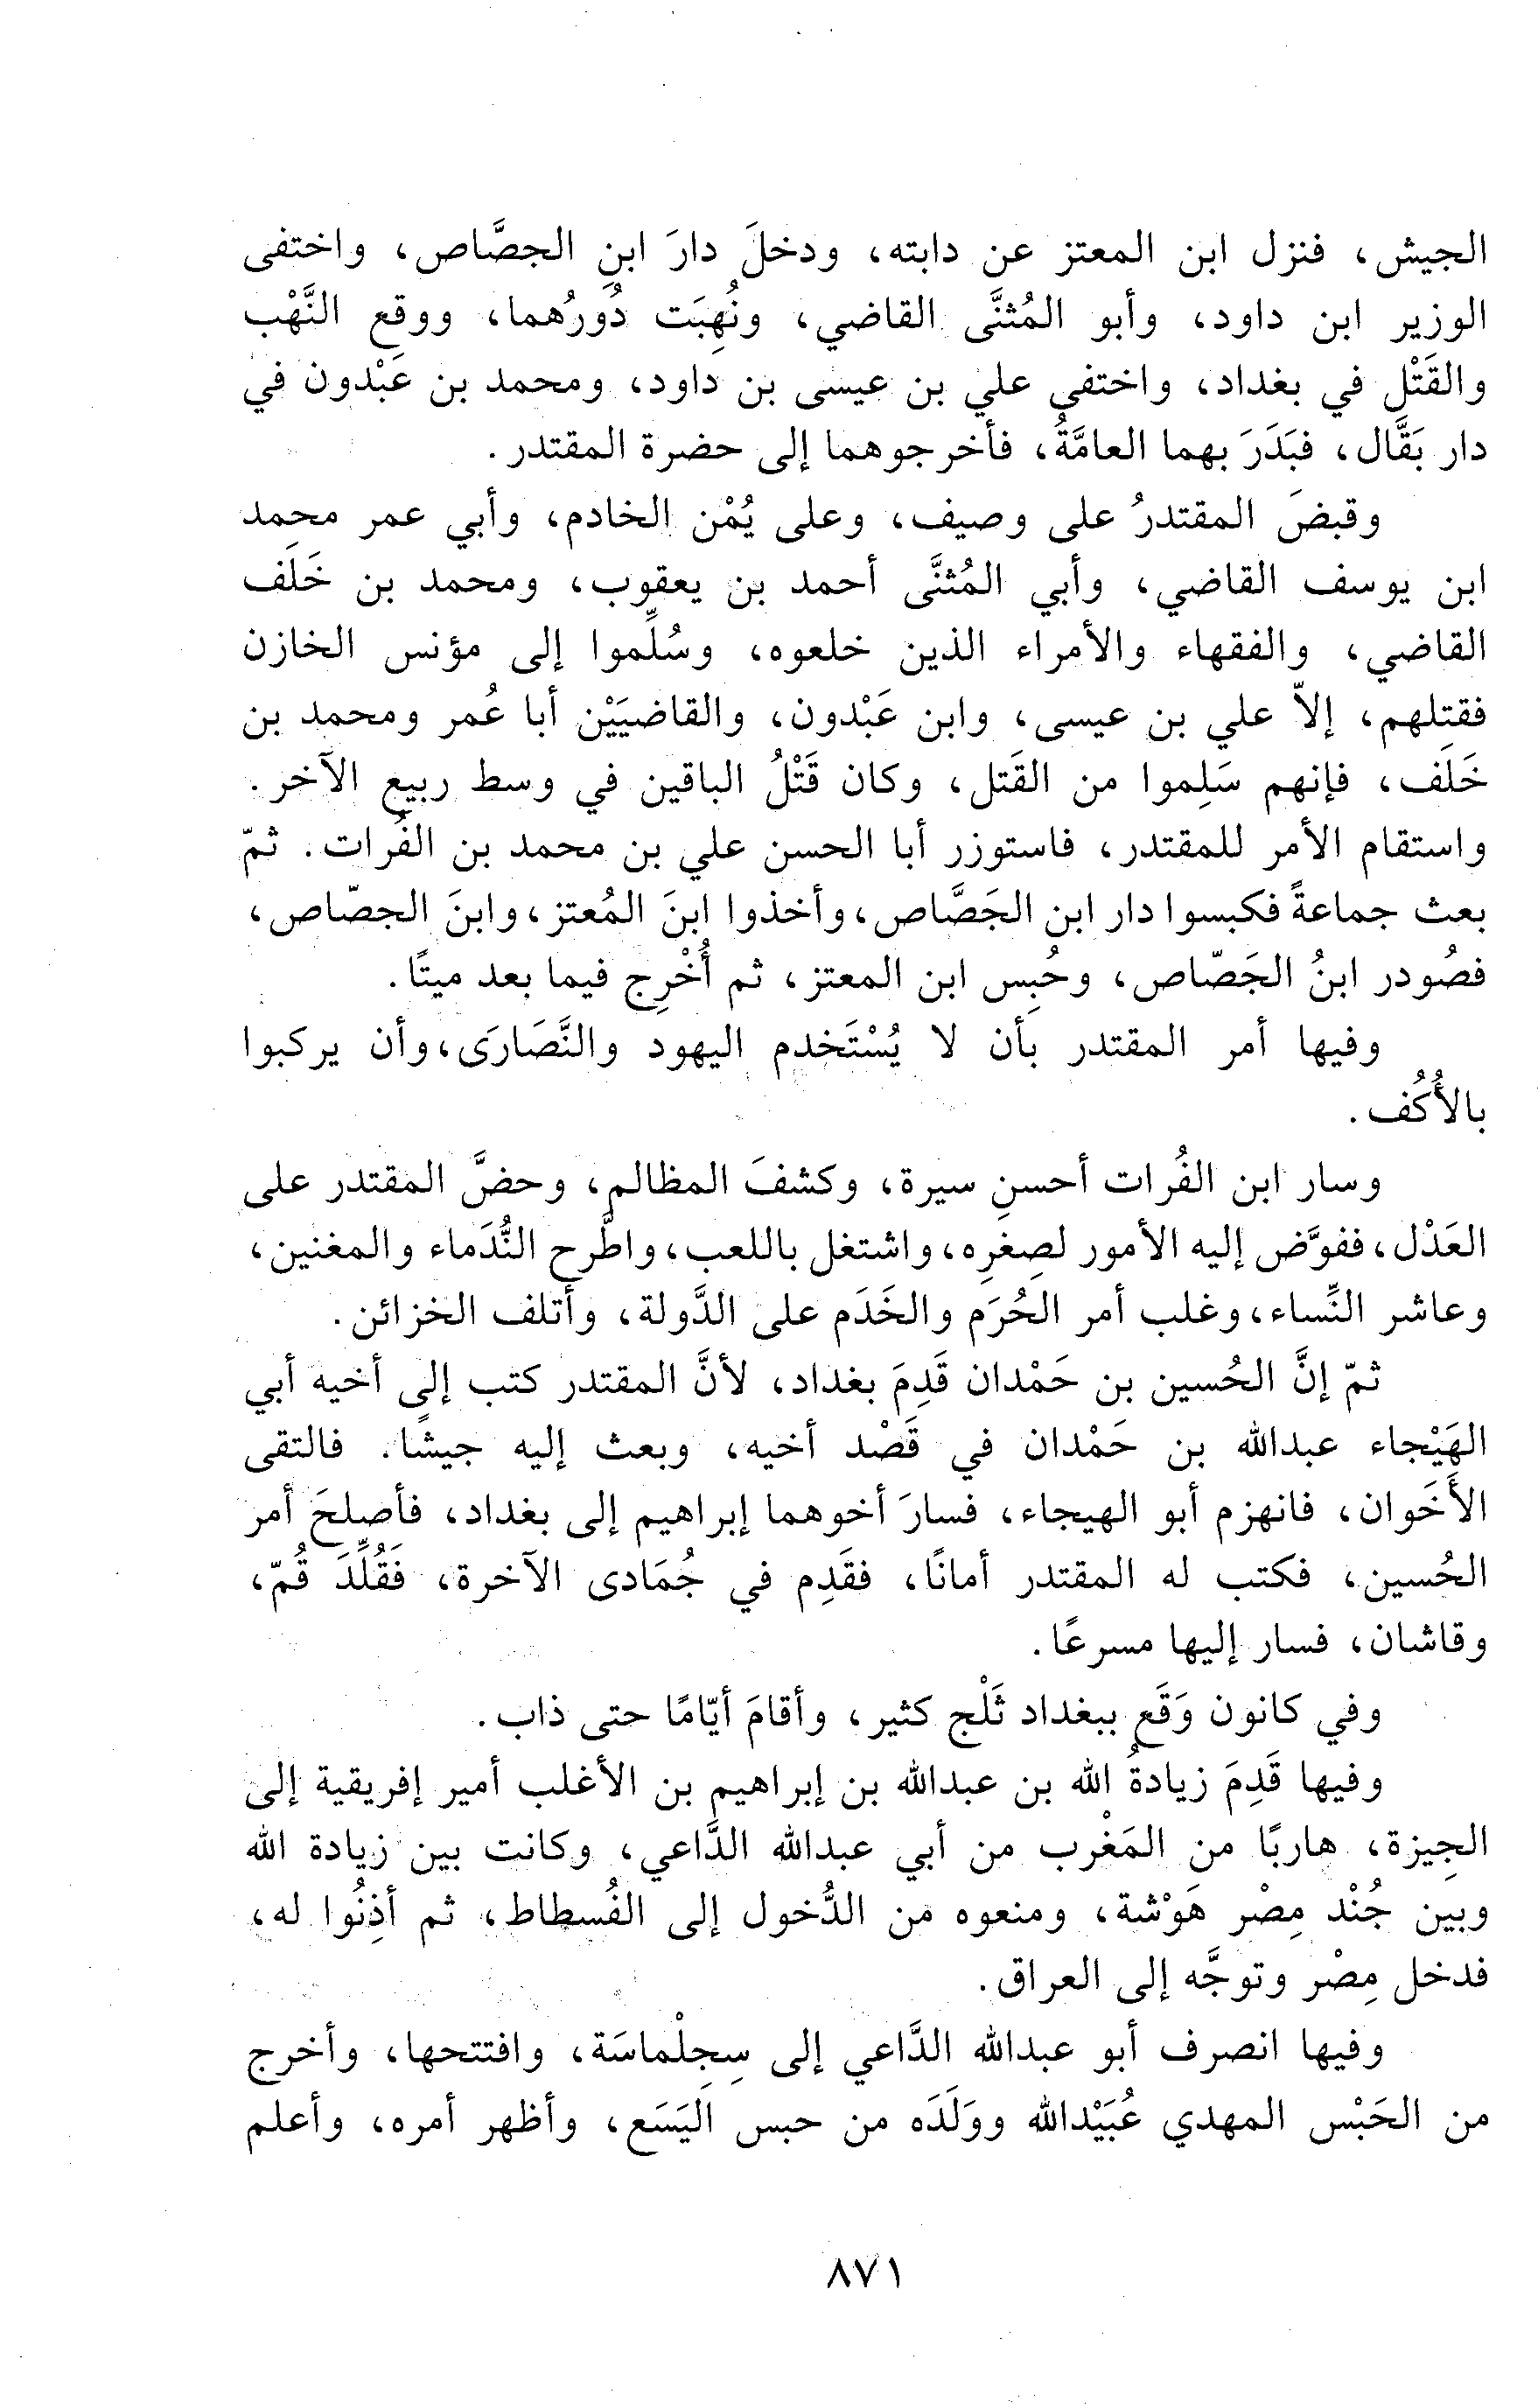 الجيش، فنزل ابن المعتز عن دابته، ودخلَ دارَ ابنِ الجصَّاص، واختفى
الوزير ابن داود، وأبو المُثنَّى القاضي، ونُهِبَت دُورُهما، ووقع النَّهْب
والقَتْل في بغداد، واختفى علي بن عيسى بن داود، ومحمد بن عَبْدون في
دار بَقَّال، فبَدَرَ بهما العامَّةُ، فأخرجوهما إلى حضرة المقتدر.
وقبضَ المقتدرُ على وصيف، وعلى يُمْن الخادم، وأبي عمر محمد
ابن يوسف القاضي، وأبي المُثنَّى أحمد بن يعقوب، ومحمد بن خَلَف
القاضي، والفقهاء والأمراء الذين خلعوه، وسُلِّموا إلى مؤنس الخازن
فقتلهم، إلاّ علي بن عيسى، وابن عَبْدون، والقاضيَيْن أبا عُمر ومحمد بن
خَلَف، فإنهم سَلِموا من القَتل، وكان قَتْلُ الباقين في وسط ربيع الآخر.
واستقام الأمر للمقتدر، فاستوزر أبا الحسن علي بن محمد بن الفُرات. ثمّ
بعث جماعةً فكبسوا دار ابن الجَصَّاص، وأخذوا ابنَ المُعتز، وابنَ الجصّاص،
فصُودر ابنُ الجَصّاص، وحُبِس ابن المعتز، ثم أُخْرِج فيما بعد ميتًا.
وفيها أمر المقتدر بأن لا يُسْتَخدم اليهود والنَّصَارَى، وأن يركبوا
بالأُكُف.
وسار ابن الفُرات أحسن سيرة، وكشفَ المظالم، وحضَّ المقتدر على
العَدْل، ففوَّض إليه الأمور لصِغرِه، واشتغل باللعب، واطَّرح النُّدَماء والمغنين،
وعاشر النِّساء، وغلب أمر الحُرَم والخَدَم على الدَّولة، وأتلف الخزائن.
ثمّ إنَّ الحُسين بن حَمْدان قَدِمَ بغداد، لأنَّ المقتدر كتب إلى أخيه أبي
الهَيْجاء عبدالله بن حَمْدان في قَصْد أخيه، وبعث إليه جيشًا. فالتقى
الأَخَوان، فانهزم أبو الهيجاء، فسارَ أخوهما إبراهيم إلى بغداد، فأصلحَ أمر
الحُسين، فكتب له المقتدر أمانًا، فقَدِم في جُمَادى الآخرة، فَقُلِّدَ قُمّ،
وقاشان، فسار إليها مسرعًا.
وفي كانون وَقَع ببغداد ثَلْج كثير، وأقامَ أيّامًا حتى ذاب.
وفيها قَدِمَ زيادةُ الله بن عبدالله بن إبراهيم بن الأغلب أمير إفريقية إلى
الجِيزة، هاربًا من المَغْرب من أبي عبدالله الدَّاعي، وكانت بين زيادة الله
وبين جُنْد مِصْر هَوْشة، ومنعوه من الدُّخول إلى الفُسطاط، ثم أذِنُوا له،
فدخل مِصْر وتوجَّه إلى العراق.
وفيها انصرف أبو عبدالله الدَّاعي إلى سِجِلْماسَة، وافتتحها، وأخرج
من الحَبْس المهدي عُبَيْدالله ووَلَدَه من حبس اليَسَع، وأظهر أمره، وأعلم
٨٧١